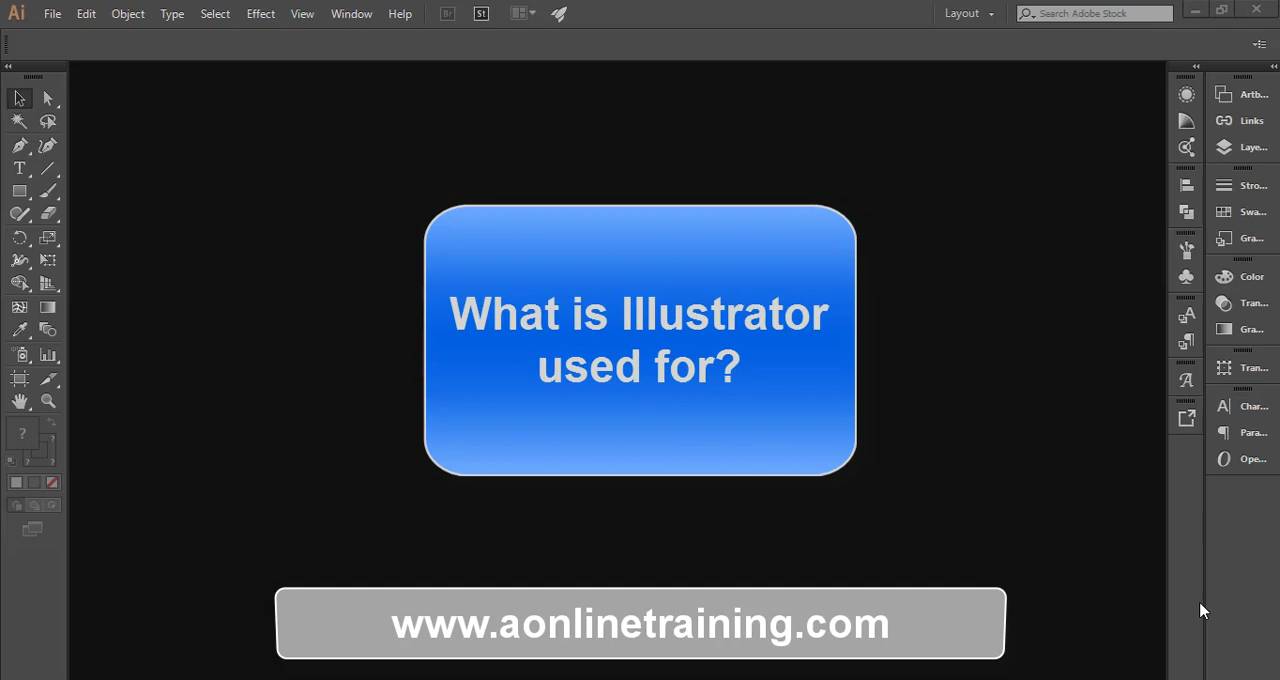 Ai File Edit Object Type Select Effect View Window Help Br St Layout Search Adobe Stock
Artb...
Links
Laye...
Stro...
Swa...
Gra...
Color
Tran...
Gra...
Tran...
Char...
Para...
Ope...
What is Illustrator
used for?
www.aonlinetraining.com